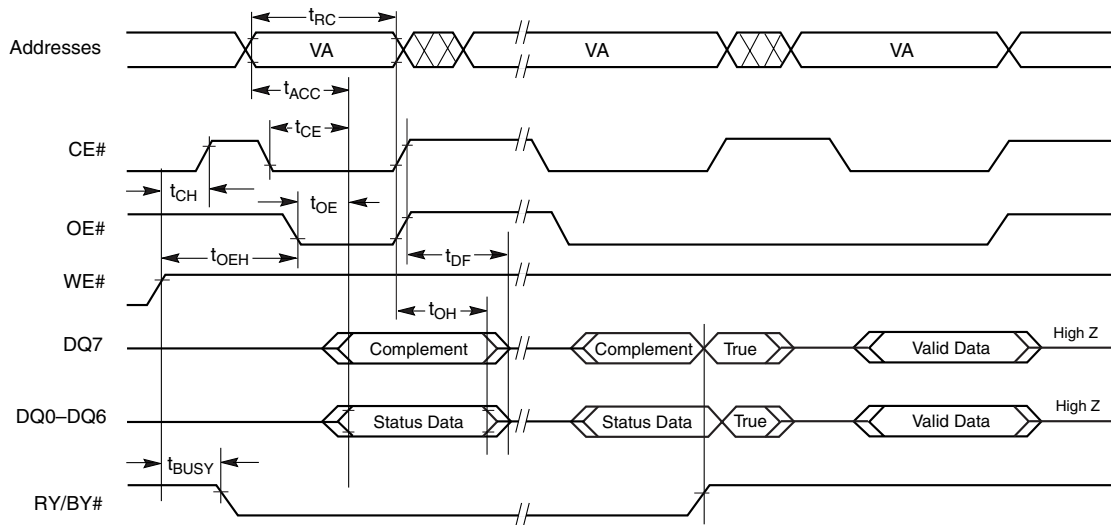 tRC
Addresses VA VA VA
tACC
tCE
CE#
tCH tOE
OE#
tOEH tDF
WE#
tOH
DQ7 Complement Complement True Valid Data High Z
DQ0–DQ6 Status Data Status Data True Valid Data High Z
tBUSY
RY/BY#